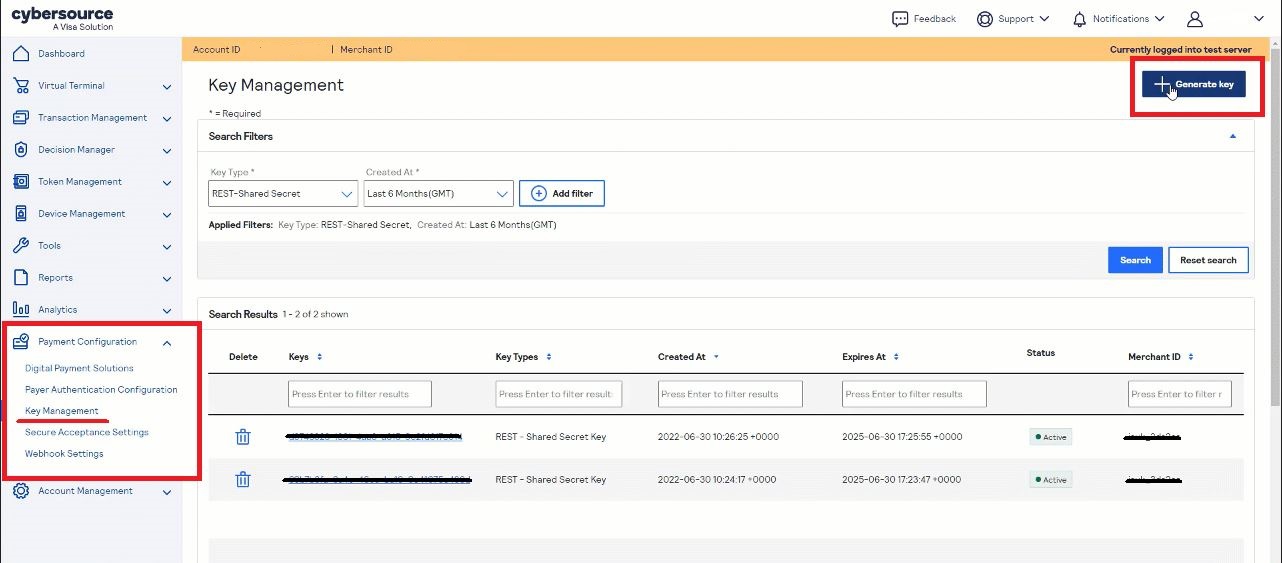 cybersource
A Visa Solution
Feedback
Support
Notifications
Dashboard
Virtual Terminal
Transaction Management
Decision Manager
Token Management
Device Management
Tools
Reports
Analytics
Payment Configuration
Digital Payment Solutions
Payer Authentication Configuration
Key Management
Secure Acceptance Settings
Webhook Settings
Account Management
Account ID | Merchant ID Currently logged into test server
Key Management
Generate key
* = Required
Search Filters
Key Type * Created At *
REST-Shared Secret Last 6 Months(GMT) Add filter
Applied Filters: Key Type: REST-Shared Secret, Created At: Last 6 Months(GMT)
Search Reset search
Search Results 1 - 2 of 2 shown
Delete Keys Key Types Created At Expires At Status Merchant ID
Press Enter to filter results Press Enter to filter result Press Enter to filter results Press Enter to filter results Press Enter to filter r
REST - Shared Secret Key 2022-06-30 10:26:25 +0000 2025-06-30 17:25:55 +0000 Active
REST - Shared Secret Key 2022-06-30 10:24:17 +0000 2025-06-30 17:23:47 +0000 Active